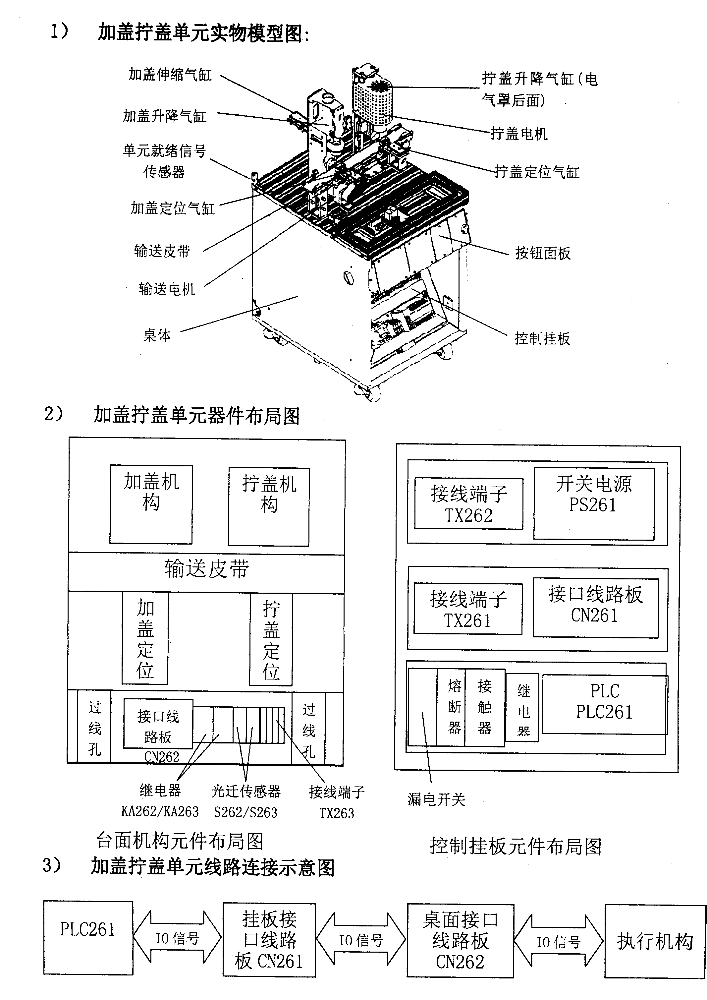 1) 加盖拧盖单元实物模型图:
加盖伸缩气缸
拧盖升降气缸(电
气罩后面)
加盖升降气缸
拧盖电机
单元就绪信号
传感器
拧盖定位气缸
加盖定位气缸
输送皮带
按钮面板
输送电机
桌体
控制挂板
2) 加盖拧盖单元器件布局图
加盖机
构
拧盖机
构
输送皮带
加
盖
定
位
拧
盖
定
位
过
线
孔
接口线
路板
CN262
过
线
孔
继电器
KA262/KA263
光迁传感器
S262/S263
接线端子
TX263
台面机构元件布局图
接线端子
TX262
开关电源
PS261
接线端子
TX261
接口线路板
CN261
熔
断
器
接
触
器
继
电
器
PLC
PLC261
漏电开关
控制挂板元件布局图
3) 加盖拧盖单元线路连接示意图
PLC261
IO 信号
挂板接
口线路
板 CN261
IO 信号
桌面接口
线路板
CN262
IO 信号
执行机构